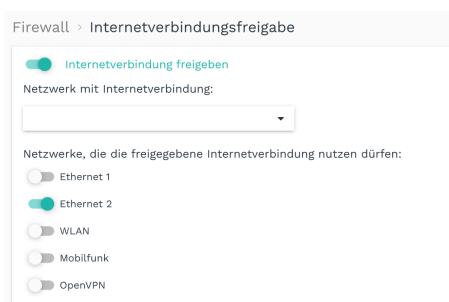 Firewall > Internetverbindungsfreigabe
Internetverbindung freigeben
Netzwerk mit Internetverbindung:
Netzwerke, die die freigegebene Internetverbindung nutzen dürfen:
Ethernet 1
Ethernet 2
WLAN
Mobilfunk
OpenVPN